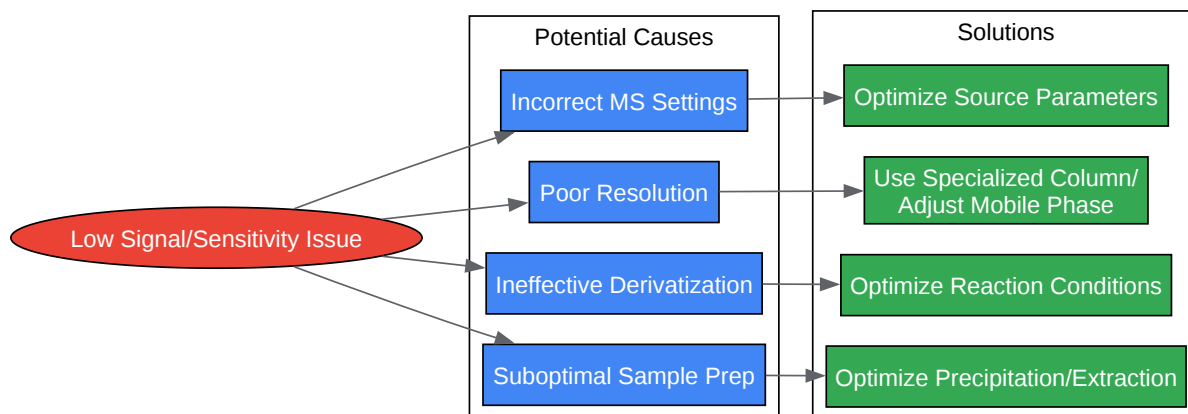 Potential Causes
Solutions
Incorrect MS Settings
Optimize Source Parameters
Poor Resolution
Use Specialized Column/
Adjust Mobile Phase
Low Signal/Sensitivity Issue
Ineffective Derivatization
Optimize Reaction Conditions
Suboptimal Sample Prep
Optimize Precipitation/Extraction